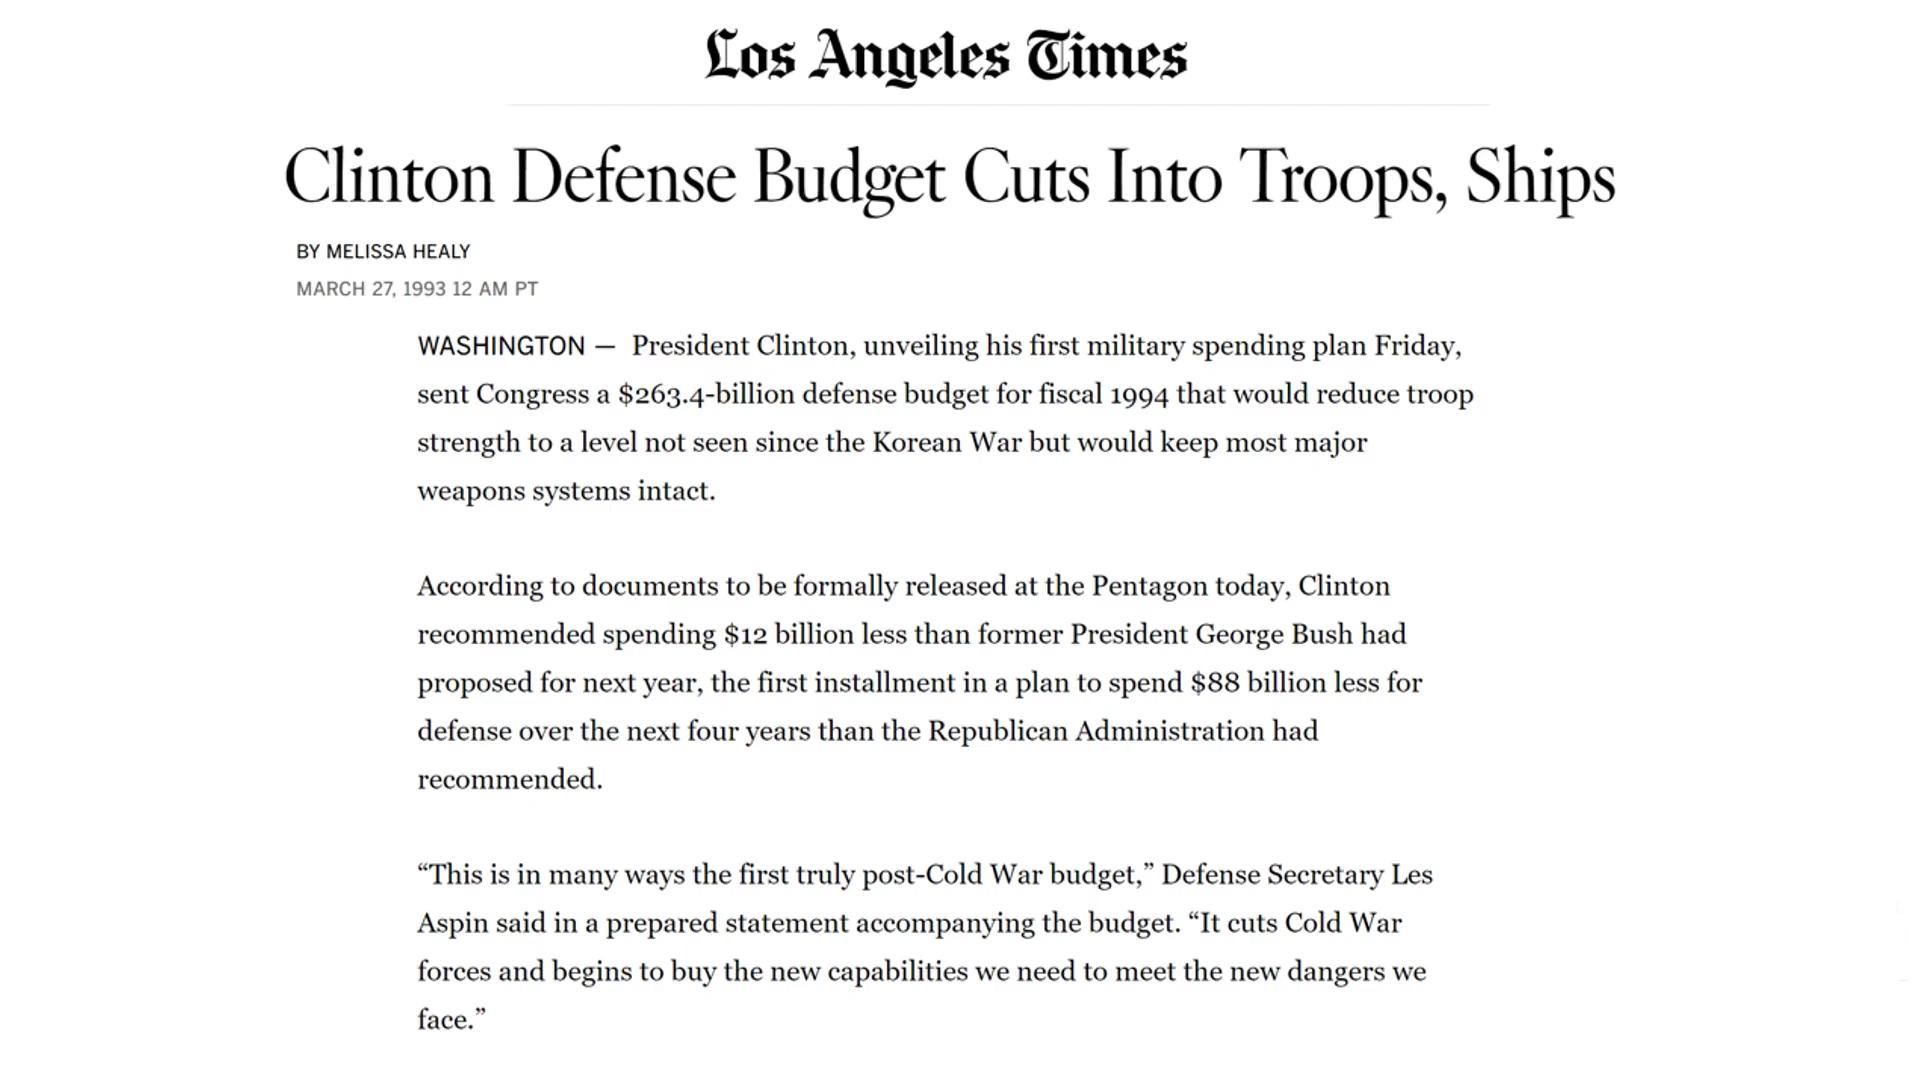 Los Angeles Times
Clinton Defense Budget Cuts Into Troops, Ships
BY MELISSA HEALY
MARCH 27, 1993 12 AM PT
WASHINGTON — President Clinton, unveiling his first military spending plan Friday,
sent Congress a $263.4-billion defense budget for fiscal 1994 that would reduce troop
strength to a level not seen since the Korean War but would keep most major
weapons systems intact.
According to documents to be formally released at the Pentagon today, Clinton
recommended spending $12 billion less than former President George Bush had
proposed for next year, the first installment in a plan to spend $88 billion less for
defense over the next four years than the Republican Administration had
recommended.
“This is in many ways the first truly post-Cold War budget,” Defense Secretary Les
Aspin said in a prepared statement accompanying the budget. “It cuts Cold War
forces and begins to buy the new capabilities we need to meet the new dangers we
face.”